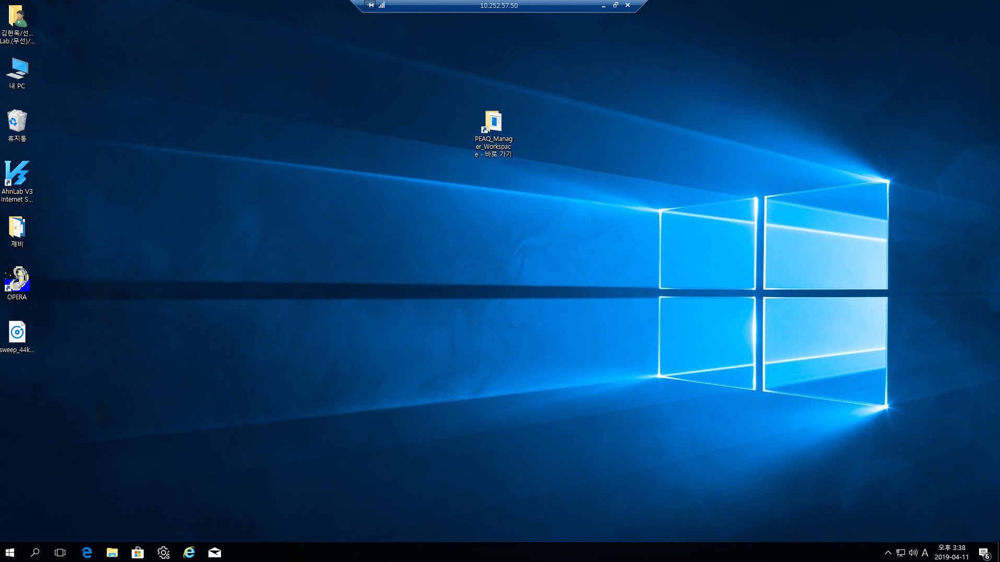 10.252.57.50
김현욱/선...
Lab.(무선)/...
내 PC
휴지통
AhnLab V3
Internet S...
제비
OPERA
sweep_44k...
PEAQ_Manag
er_Workspac
e - 바로 가기
A
오후 3:38
2019-04-11
6